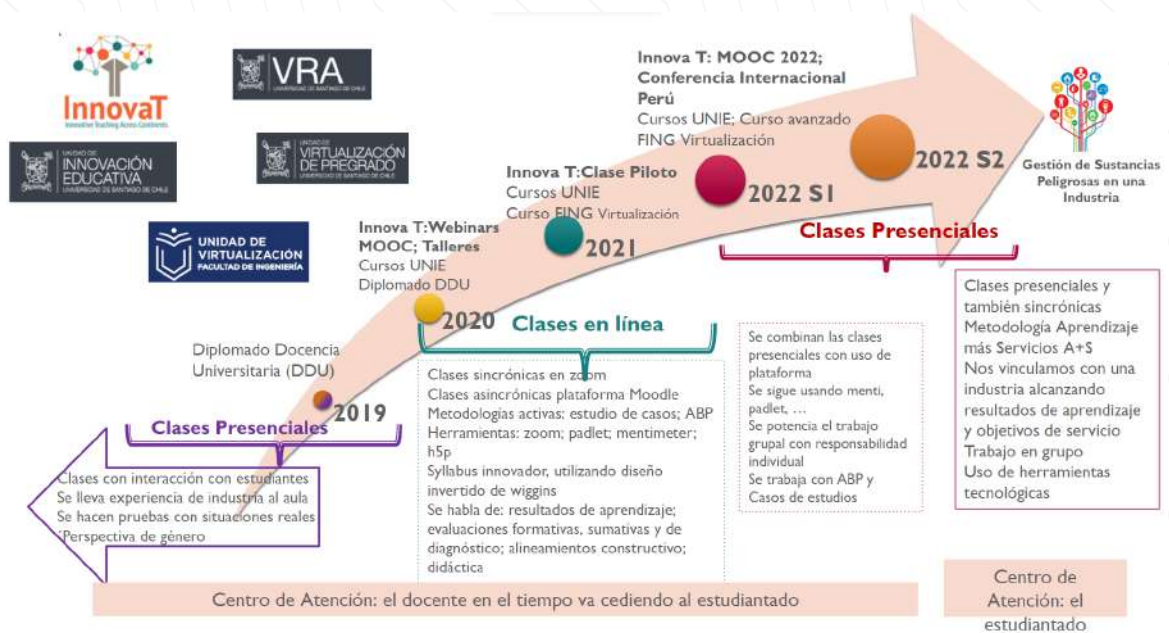 InnovaT
Innovative Teaching Across Continents
VRA
UNIVERSIDAD DE SANTIAGO DE CHILE
UNIDAD DE
INNOVACIÓN
EDUCATIVA
UNIVERSIDAD DE SANTIAGO DE CHILE
UNIDAD DE
VIRTUALIZACIÓN
DE PREGRADO
UNIVERSIDAD DE SANTIAGO DE CHILE
UNIDAD DE
VIRTUALIZACIÓN
FACULTAD DE INGENIERÍA
Innova T: MOOC 2022;
Conferencia Internacional
Perú
Cursos UNIE; Curso avanzado
FING Virtualización
2022 S2
Gestión de Sustancias
Peligrosas en una
Industria
Innova T:Clase Piloto
Cursos UNIE
Curso FING Virtualización
2022 S1
Innova T:Webinars
MOOC; Talleres
Cursos UNIE
Diplomado DDU
2021
Clases Presenciales
2020
Clases en línea
Diplomado Docencia
Universitaria (DDU)
2019
Clases Presenciales
Clases con interacción con estudiantes
Se lleva experiencia de industria al aula
Se hacen pruebas con situaciones reales
´Perspectiva de género
Clases sincrónicas en zoom
Clases asincrónicas plataforma Moodle
Metodologías activas: estudio de casos; ABP
Herramientas: zoom; padlet; mentimeter;
h5p
Syllabus innovador, utilizando diseño
invertido de wiggins
Se habla de: resultados de aprendizaje;
evaluaciones formativas, sumativas y de
diagnóstico; alineamientos constructivo;
didáctica
Se combinan las clases
presenciales con uso de
plataforma
Se sigue usando menti,
padlet, …
Se potencia el trabajo
grupal con responsabilidad
individual
Se trabaja con ABP y
Casos de estudios
Clases presenciales y
también sincrónicas
Metodología Aprendizaje
más Servicios A+S
Nos vinculamos con una
industria alcanzando
resultados de aprendizaje
y objetivos de servicio
Trabajo en grupo
Uso de herramientas
tecnológicas
Centro de Atención: el docente en el tiempo va cediendo al estudiantado
Centro de
Atención: el
estudiantado